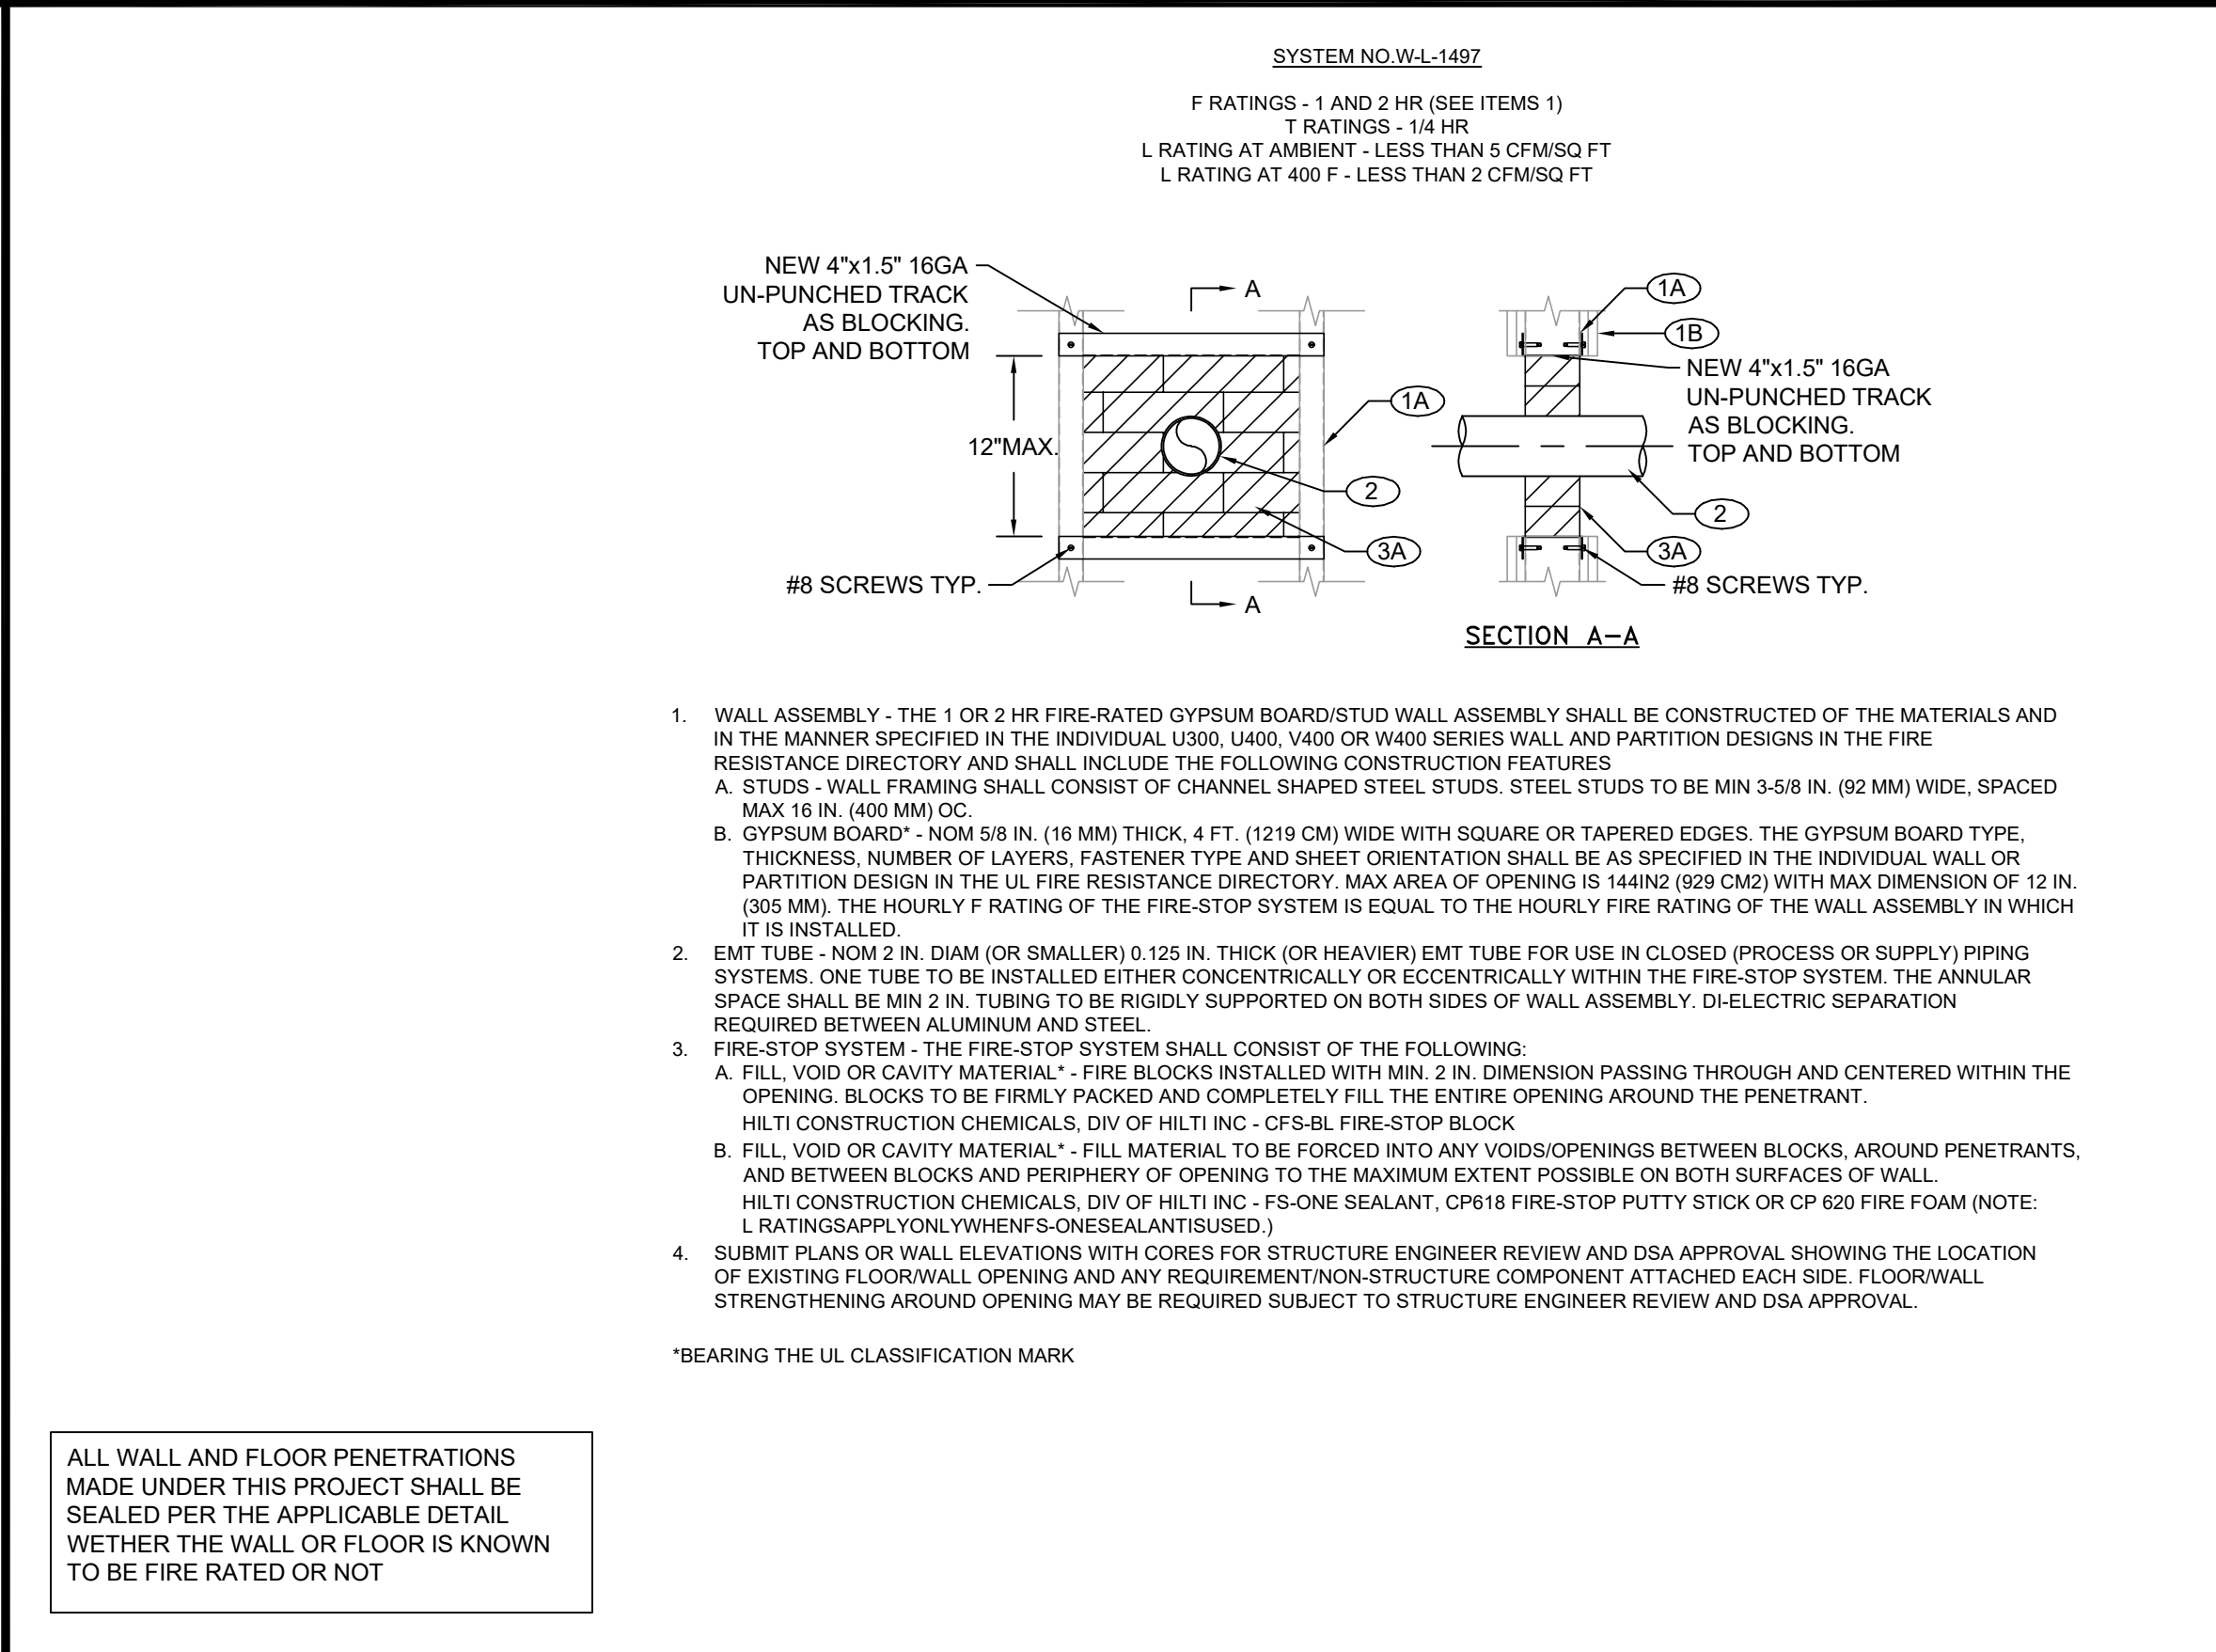 SYSTEM NO.W-L-1497
F RATINGS - 1 AND 2 HR (SEE ITEMS 1)
T RATINGS - 1/4 HR
L RATING AT AMBIENT - LESS THAN 5 CFM/SQ FT
L RATING AT 400 F - LESS THAN 2 CFM/SQ FT
NEW 4"x1.5" 16GA
UN-PUNCHED TRACK
AS BLOCKING.
TOP AND BOTTOM
A
12"MAX.
1A
2
3A
#8 SCREWS TYP.
A
1A
1B
NEW 4"x1.5" 16GA
UN-PUNCHED TRACK
AS BLOCKING.
TOP AND BOTTOM
2
3A
#8 SCREWS TYP.
SECTION A-A
1. WALL ASSEMBLY - THE 1 OR 2 HR FIRE-RATED GYPSUM BOARD/STUD WALL ASSEMBLY SHALL BE CONSTRUCTED OF THE MATERIALS AND
IN THE MANNER SPECIFIED IN THE INDIVIDUAL U300, U400, V400 OR W400 SERIES WALL AND PARTITION DESIGNS IN THE FIRE
RESISTANCE DIRECTORY AND SHALL INCLUDE THE FOLLOWING CONSTRUCTION FEATURES
A. STUDS - WALL FRAMING SHALL CONSIST OF CHANNEL SHAPED STEEL STUDS. STEEL STUDS TO BE MIN 3-5/8 IN. (92 MM) WIDE, SPACED
MAX 16 IN. (400 MM) OC.
B. GYPSUM BOARD* - NOM 5/8 IN. (16 MM) THICK, 4 FT. (1219 CM) WIDE WITH SQUARE OR TAPERED EDGES. THE GYPSUM BOARD TYPE,
THICKNESS, NUMBER OF LAYERS, FASTENER TYPE AND SHEET ORIENTATION SHALL BE AS SPECIFIED IN THE INDIVIDUAL WALL OR
PARTITION DESIGN IN THE UL FIRE RESISTANCE DIRECTORY. MAX AREA OF OPENING IS 144IN2 (929 CM2) WITH MAX DIMENSION OF 12 IN.
(305 MM). THE HOURLY F RATING OF THE FIRE-STOP SYSTEM IS EQUAL TO THE HOURLY FIRE RATING OF THE WALL ASSEMBLY IN WHICH
IT IS INSTALLED.
2. EMT TUBE - NOM 2 IN. DIAM (OR SMALLER) 0.125 IN. THICK (OR HEAVIER) EMT TUBE FOR USE IN CLOSED (PROCESS OR SUPPLY) PIPING
SYSTEMS. ONE TUBE TO BE INSTALLED EITHER CONCENTRICALLY OR ECCENTRICALLY WITHIN THE FIRE-STOP SYSTEM. THE ANNULAR
SPACE SHALL BE MIN 2 IN. TUBING TO BE RIGIDLY SUPPORTED ON BOTH SIDES OF WALL ASSEMBLY. DI-ELECTRIC SEPARATION
REQUIRED BETWEEN ALUMINUM AND STEEL.
3. FIRE-STOP SYSTEM - THE FIRE-STOP SYSTEM SHALL CONSIST OF THE FOLLOWING:
A. FILL, VOID OR CAVITY MATERIAL* - FIRE BLOCKS INSTALLED WITH MIN. 2 IN. DIMENSION PASSING THROUGH AND CENTERED WITHIN THE
OPENING. BLOCKS TO BE FIRMLY PACKED AND COMPLETELY FILL THE ENTIRE OPENING AROUND THE PENETRANT.
HILTI CONSTRUCTION CHEMICALS, DIV OF HILTI INC - CFS-BL FIRE-STOP BLOCK
B. FILL, VOID OR CAVITY MATERIAL* - FILL MATERIAL TO BE FORCED INTO ANY VOIDS/OPENINGS BETWEEN BLOCKS, AROUND PENETRANTS,
AND BETWEEN BLOCKS AND PERIPHERY OF OPENING TO THE MAXIMUM EXTENT POSSIBLE ON BOTH SURFACES OF WALL.
HILTI CONSTRUCTION CHEMICALS, DIV OF HILTI INC - FS-ONE SEALANT, CP618 FIRE-STOP PUTTY STICK OR CP 620 FIRE FOAM (NOTE:
L RATINGSAPPLYONLYWHENFS-ONESEALANTISUSED.)
4. SUBMIT PLANS OR WALL ELEVATIONS WITH CORES FOR STRUCTURE ENGINEER REVIEW AND DSA APPROVAL SHOWING THE LOCATION
OF EXISTING FLOOR/WALL OPENING AND ANY REQUIREMENT/NON-STRUCTURE COMPONENT ATTACHED EACH SIDE. FLOOR/WALL
STRENGTHENING AROUND OPENING MAY BE REQUIRED SUBJECT TO STRUCTURE ENGINEER REVIEW AND DSA APPROVAL.
*BEARING THE UL CLASSIFICATION MARK
ALL WALL AND FLOOR PENETRATIONS
MADE UNDER THIS PROJECT SHALL BE
SEALED PER THE APPLICABLE DETAIL
WETHER THE WALL OR FLOOR IS KNOWN
TO BE FIRE RATED OR NOT